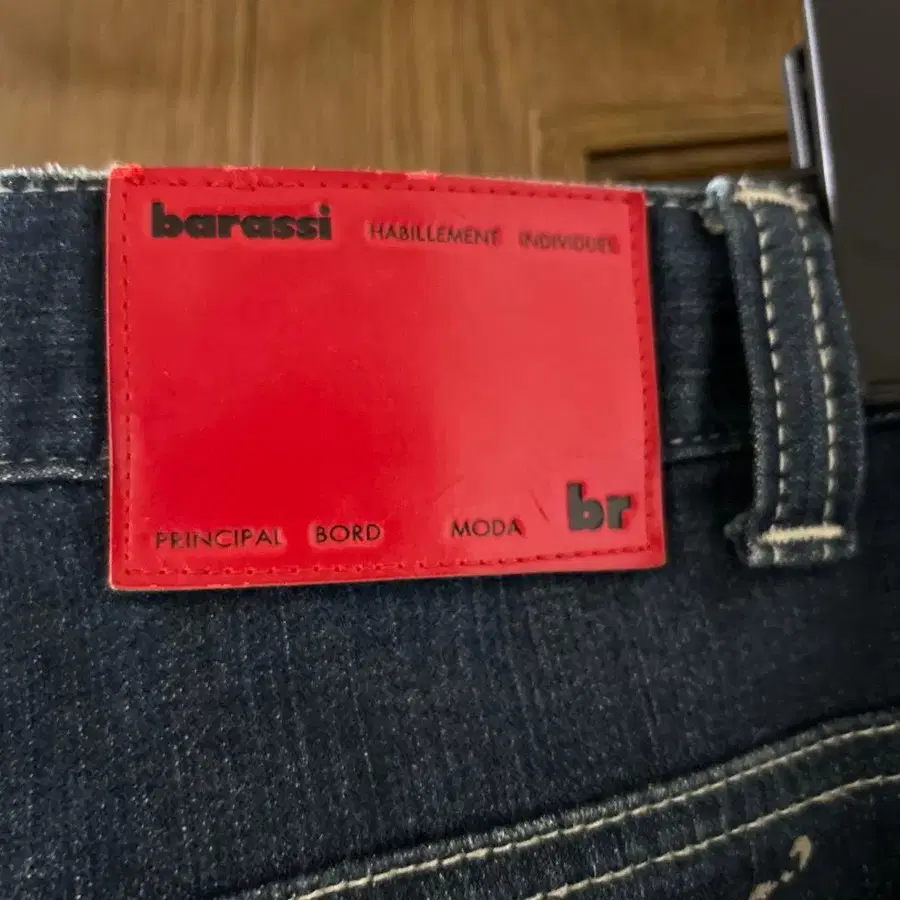 barassi HABILLEMENT INDIVIDUEL
PRINCIPAL BORD MODA br